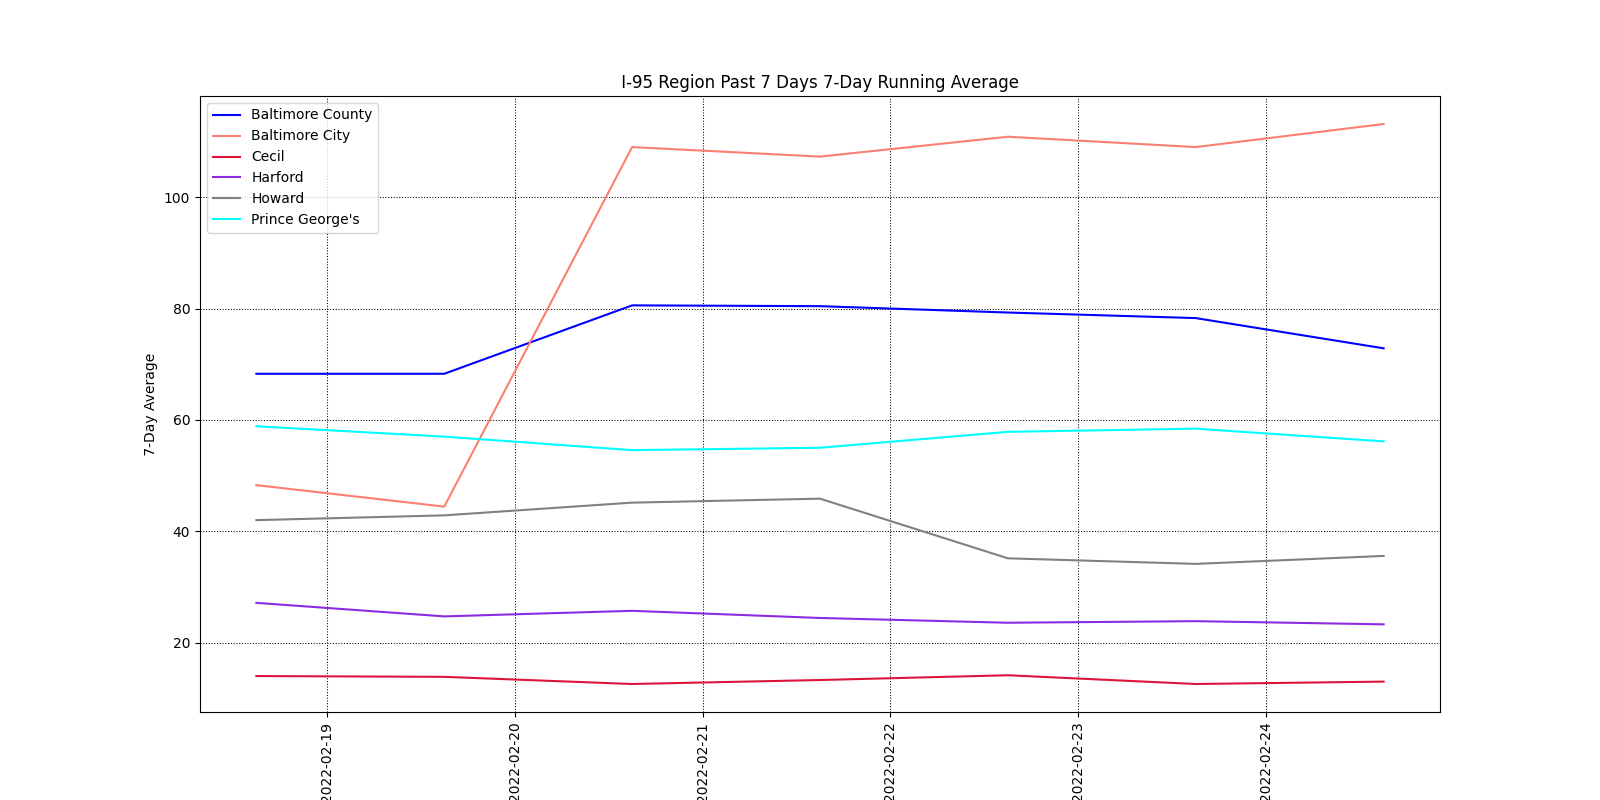 I-95 Region Past 7 Days 7-Day Running Average
Baltimore County
Baltimore City
Cecil
Harford
Howard
Prince George's
7-Day Average
100
80
60
40
20
2022-02-19
2022-02-20
2022-02-21
2022-02-22
2022-02-23
2022-02-24